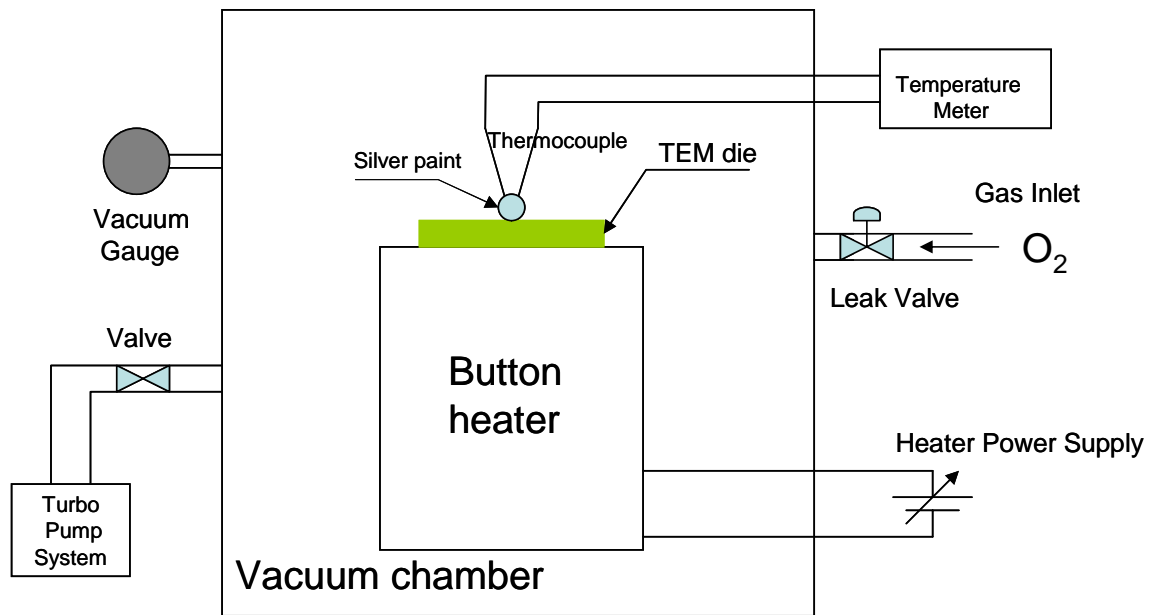 Temperature
Meter
Thermocouple
Silver paint
TEM die
Vacuum
Gauge
Gas Inlet
O₂
Leak Valve
Valve
Button
heater
Heater Power Supply
Turbo
Pump
System
Vacuum chamber